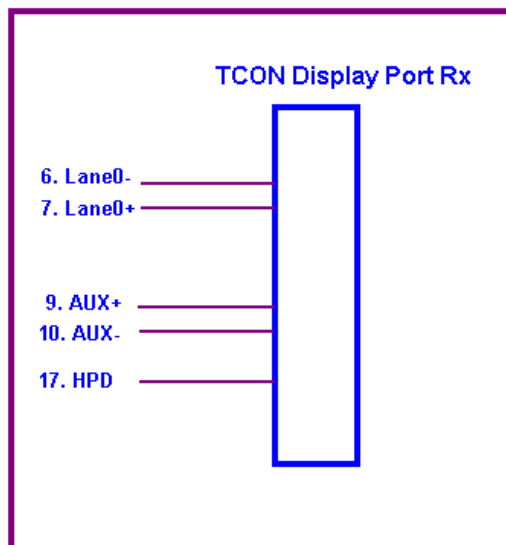 TCON Display Port Rx
6. Lane0-
7. Lane0+
9. AUX+
10. AUX-
17. HPD